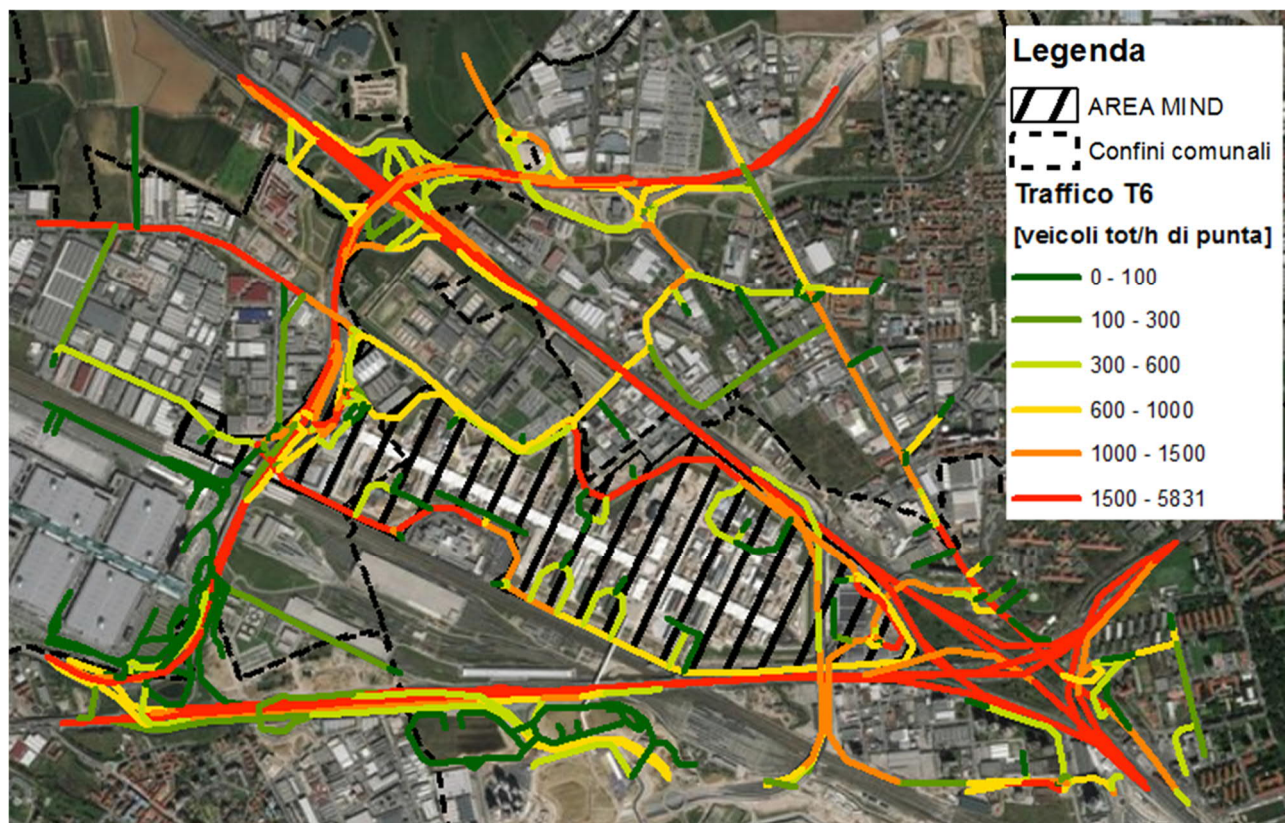 Legenda
AREA MIND
Confini comunali
Traffico T6
[veicoli tot/h di punta]
0 - 100
100 - 300
300 - 600
600 - 1000
1000 - 1500
1500 - 5831